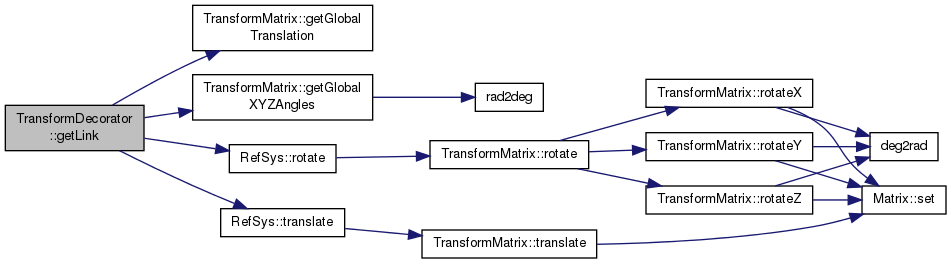 TransformDecorator
::getLink
TransformMatrix::getGlobal
Translation
TransformMatrix::getGlobal
XYZAngles
rad2deg
RefSys::rotate
TransformMatrix::rotate
TransformMatrix::rotateX
TransformMatrix::rotateY
TransformMatrix::rotateZ
deg2rad
Matrix::set
RefSys::translate
TransformMatrix::translate